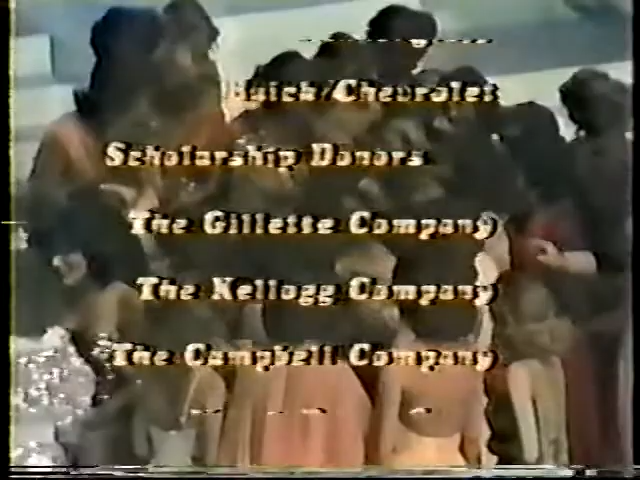 Buick/Chevrolet
Scholarship Donors
The Gillette Company
The Kellogg Company
The Campbell Company